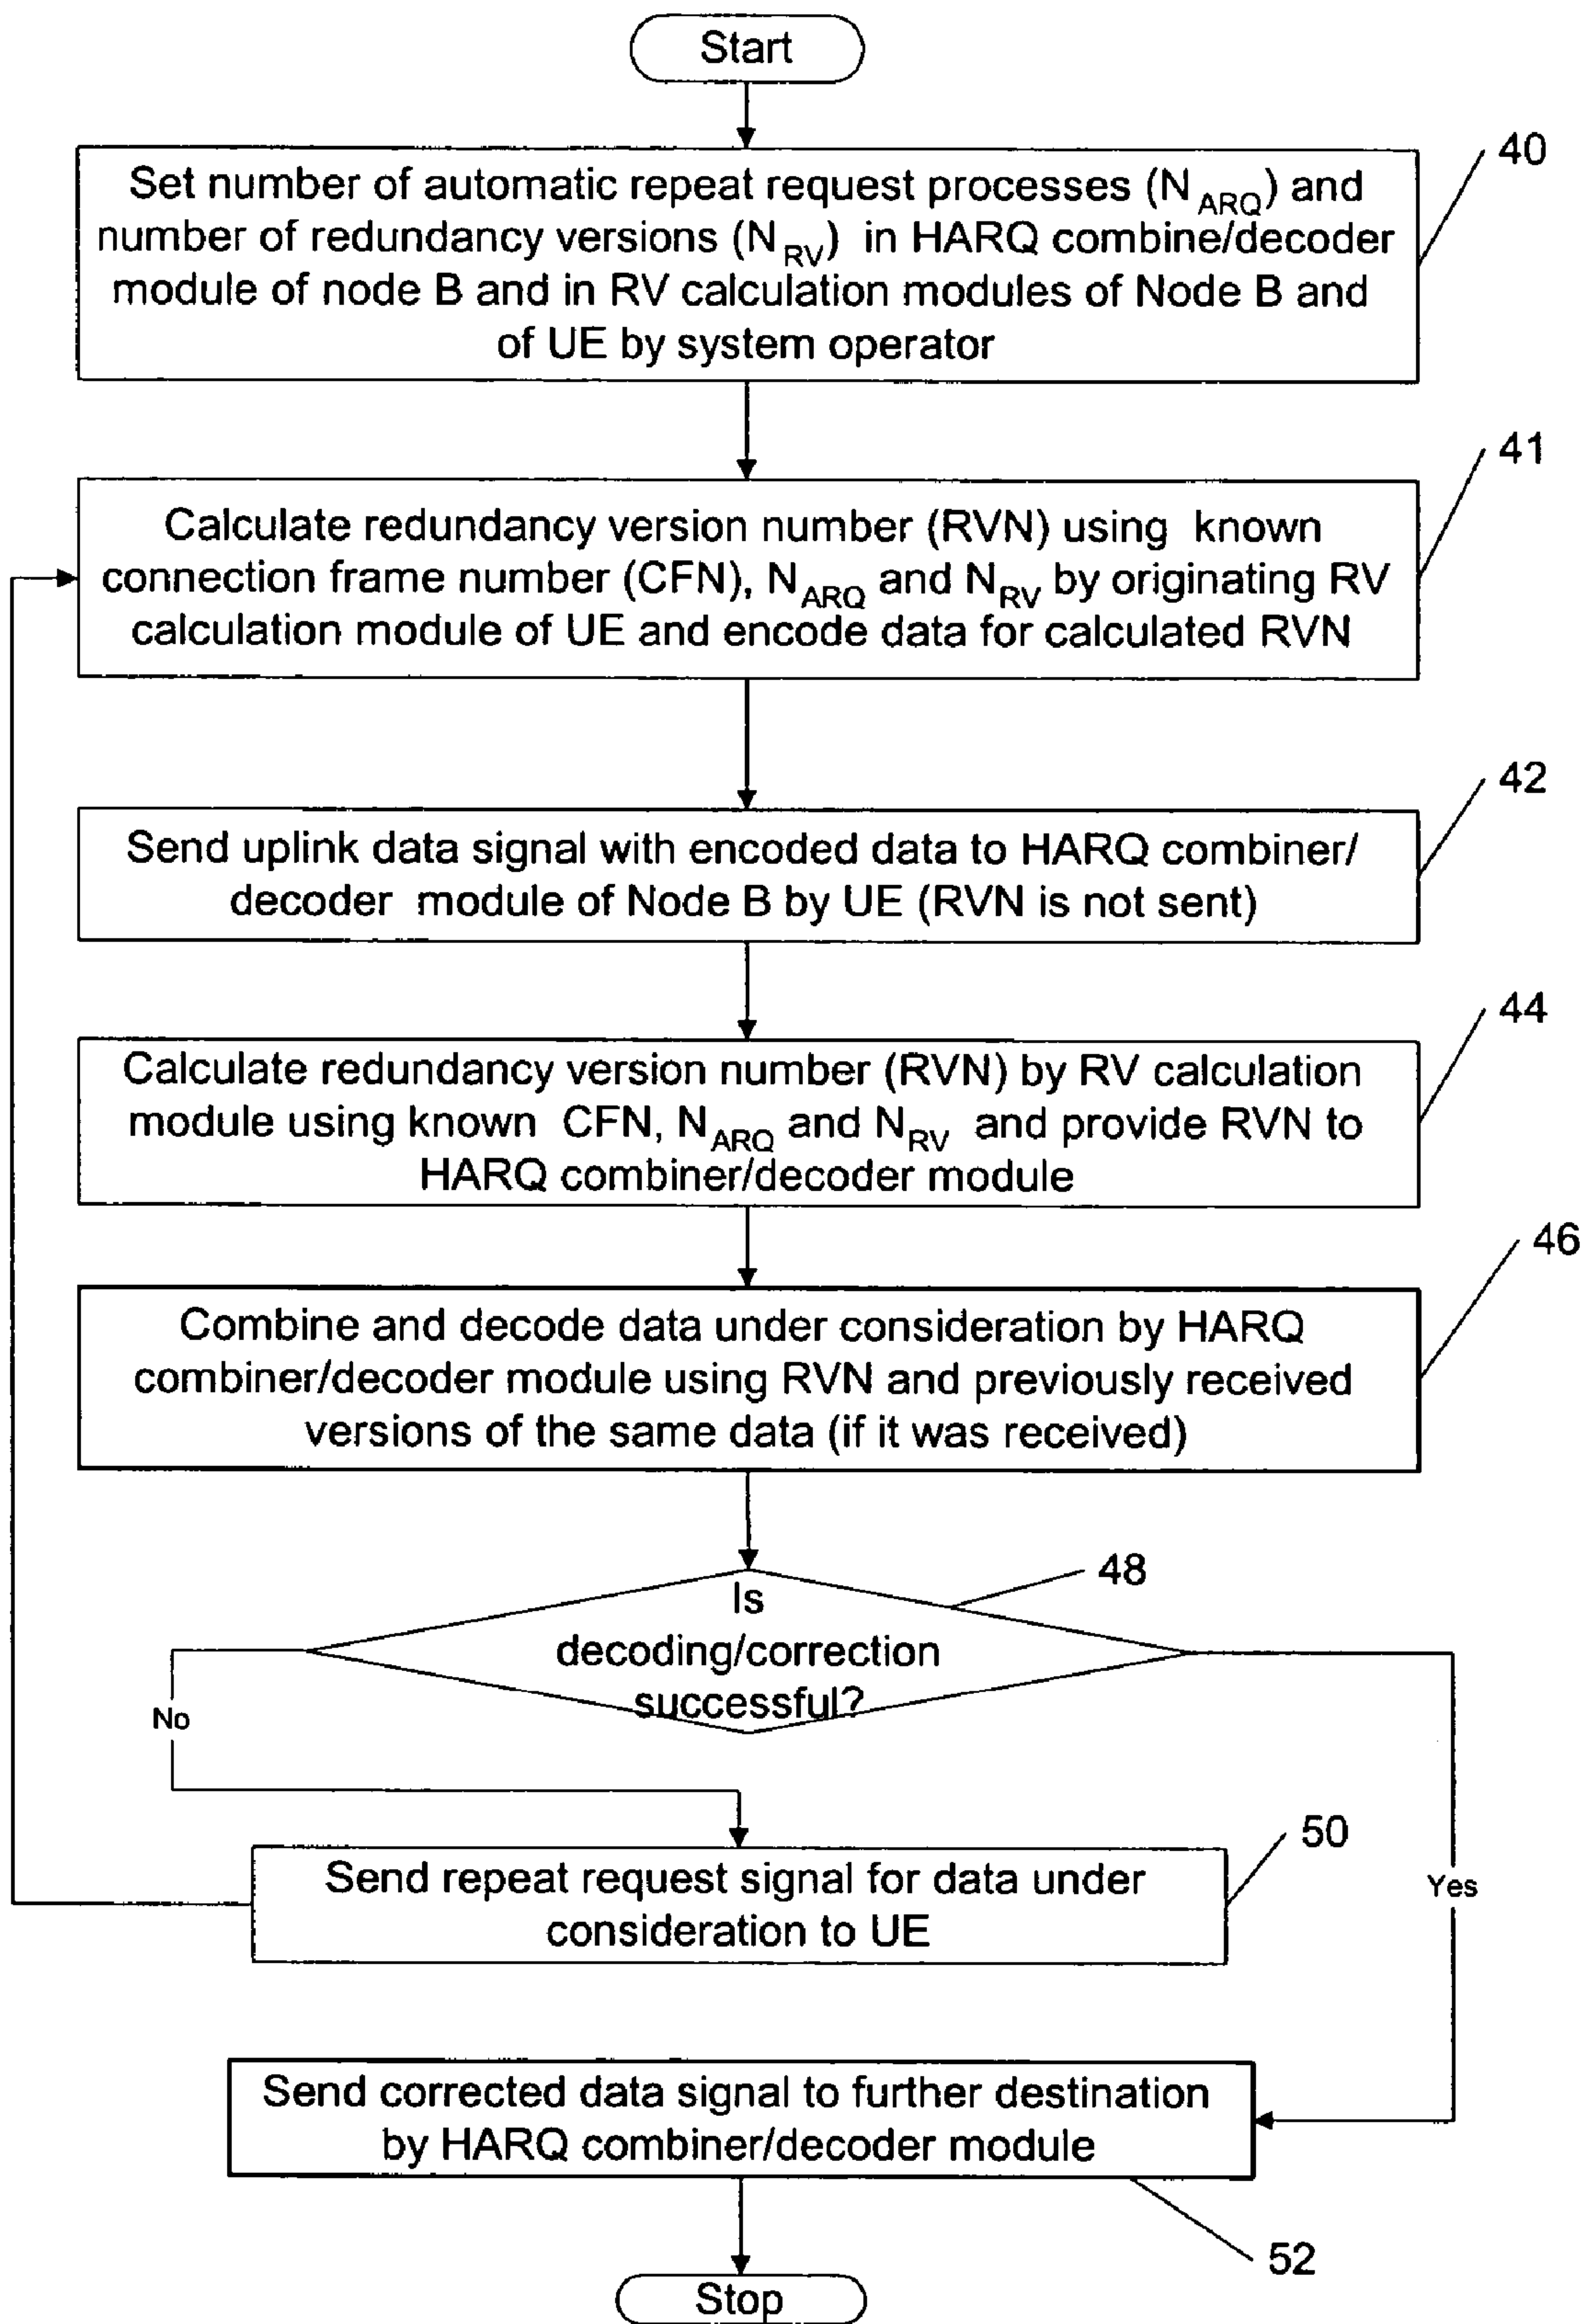 Start
40
Set number of automatic repeat request processes (N ARQ) and
number of redundancy versions (N RV) in HARQ combine/decoder
module of node B and in RV calculation modules of Node B and
of UE by system operator
41
Calculate redundancy version number (RVN) using known
connection frame number (CFN), N ARQ and N RV by originating RV
calculation module of UE and encode data for calculated RVN
42
Send uplink data signal with encoded data to HARQ combiner/
decoder module of Node B by UE (RVN is not sent)
44
Calculate redundancy version number (RVN) by RV calculation
module using known CFN, N ARQ and N RV and provide RVN to
HARQ combiner/decoder module
46
Combine and decode data under consideration by HARQ
combiner/decoder module using RVN and previously received
versions of the same data (if it was received)
48
Is
decoding/correction
successful?
No
50
Send repeat request signal for data under
consideration to UE
Yes
Send corrected data signal to further destination
by HARQ combiner/decoder module
52
Stop